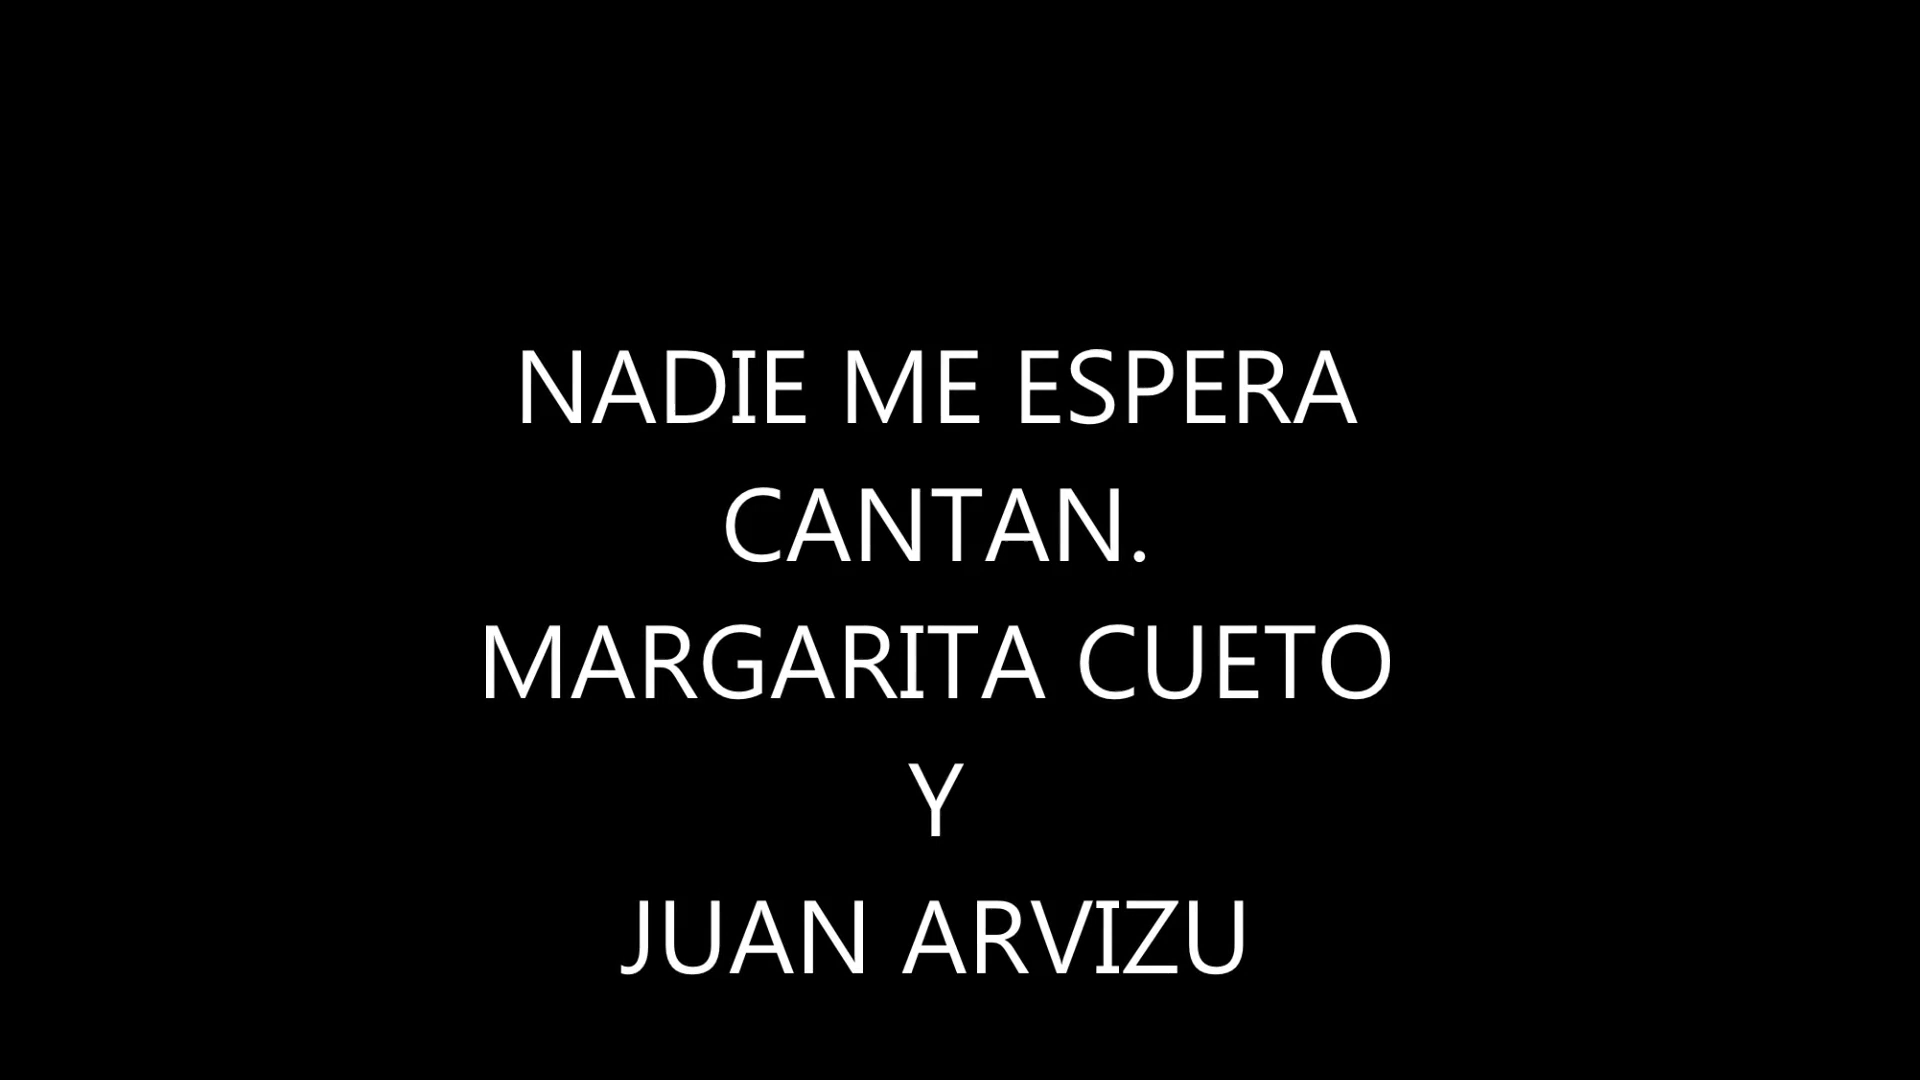 NADIE ME ESPERA
CANTAN.
MARGARITA CUETO
Y
JUAN ARVIZU